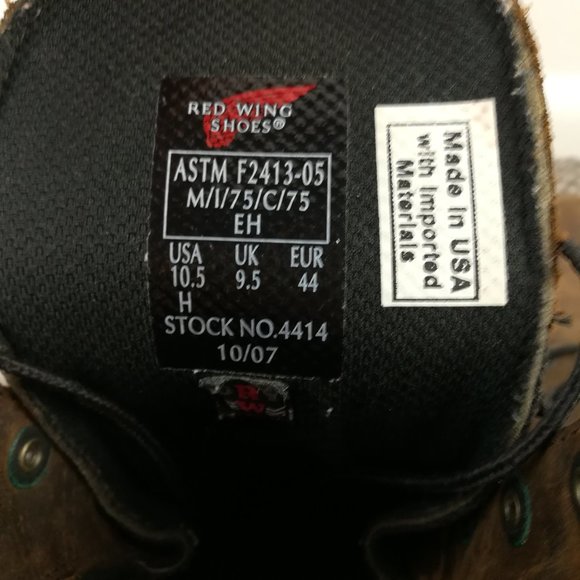 RED WING
SHOES®
ASTM F2413-05
M/I/75/C/75
EH
USA UK EUR
10.5 9.5 44
H
STOCK NO.4414
10/07
Made in USA
with Imported
Materials